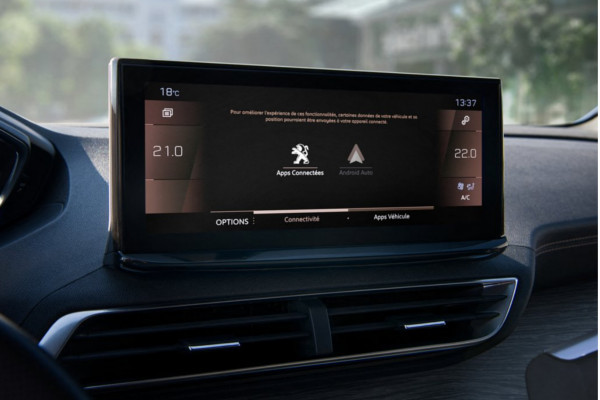 18°C
13:37
Pour améliorer l'expérience de ces fonctionnalités, certaines données de votre véhicule et sa
position pourraient être envoyées à votre appareil connecté.
21.0
22.0
Apps Connectées
Android Auto
A/C
OPTIONS
Connectivité
Apps Véhicule